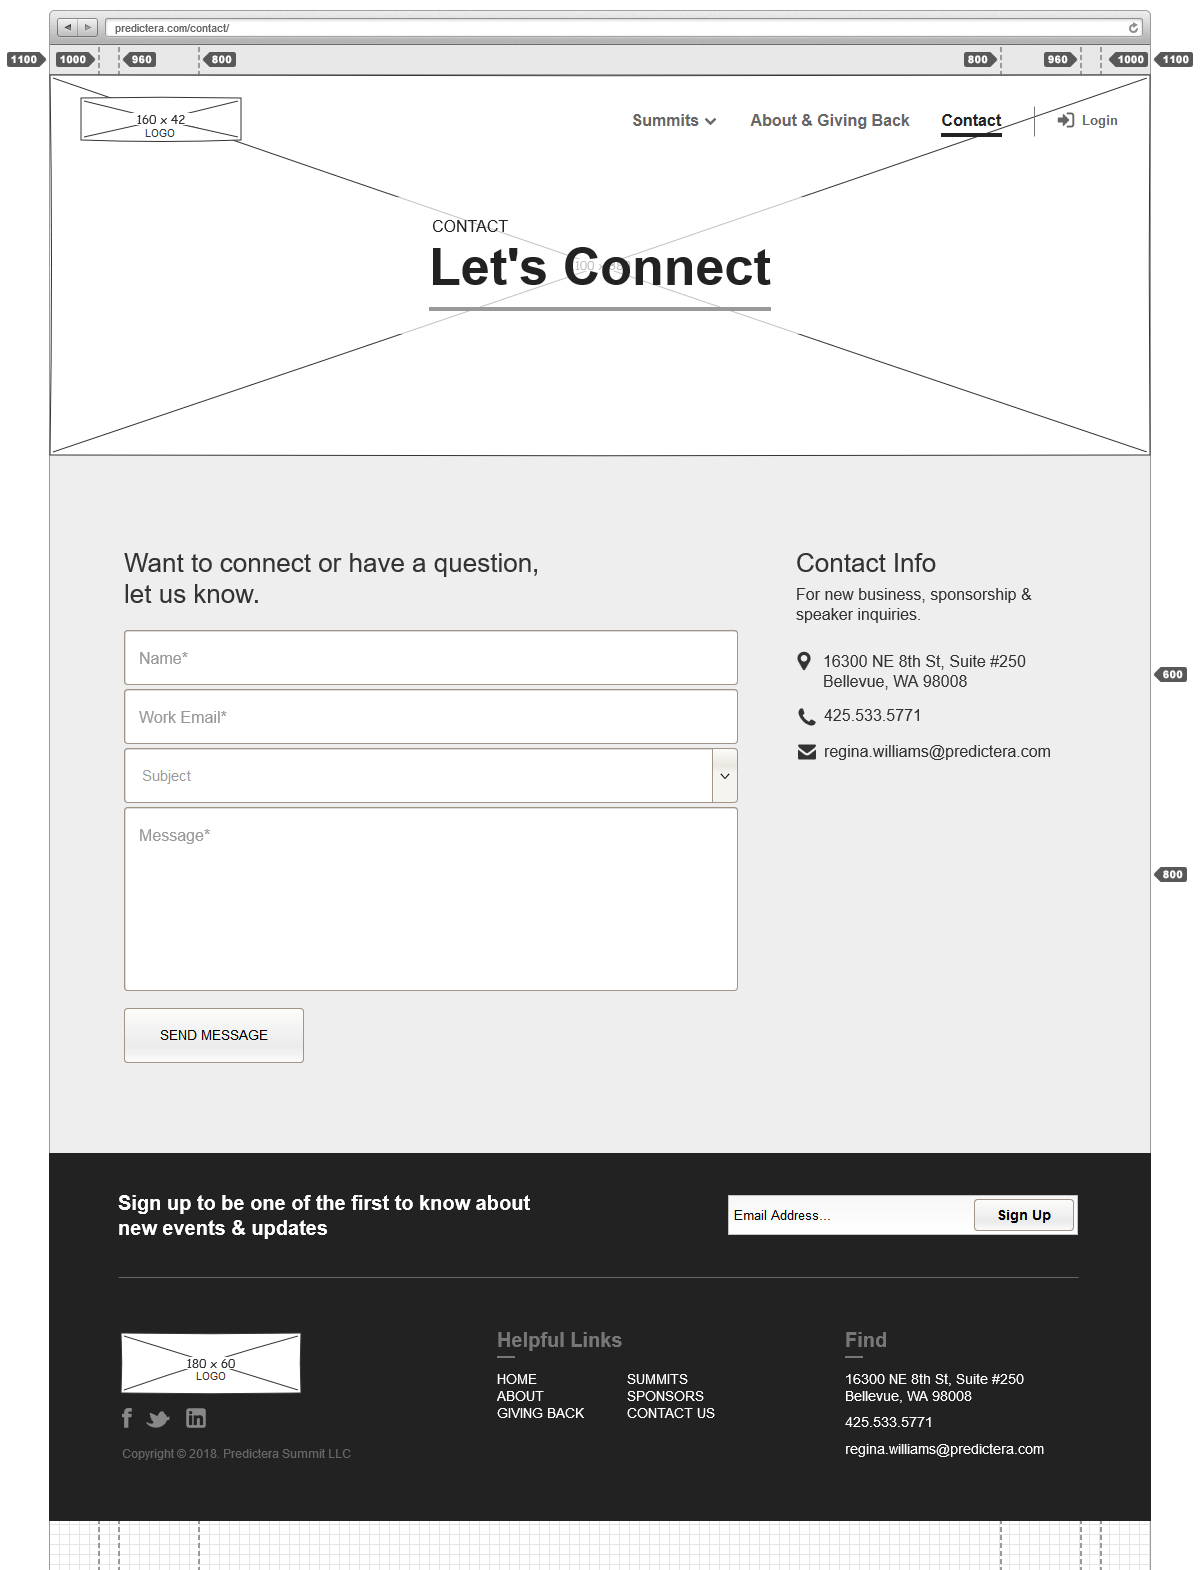 predictera.com/contact/
1100 1000 960 800 800 960 1000 1100
160 x 42
LOGO
Summits About & Giving Back Contact Login
CONTACT
Let's Connect
Want to connect or have a question,
let us know.
Name*
Work Email*
Subject
Message*
SEND MESSAGE
Contact Info
For new business, sponsorship &
speaker inquiries.
16300 NE 8th St, Suite #250
Bellevue, WA 98008
425.533.5771
regina.williams@predictera.com
600
800
Sign up to be one of the first to know about
new events & updates
Email Address...
Sign Up
180 x 60
LOGO
Copyright © 2018. Predictera Summit LLC
Helpful Links
HOME
ABOUT
GIVING BACK
SUMMITS
SPONSORS
CONTACT US
Find
16300 NE 8th St, Suite #250
Bellevue, WA 98008
425.533.5771
regina.williams@predictera.com